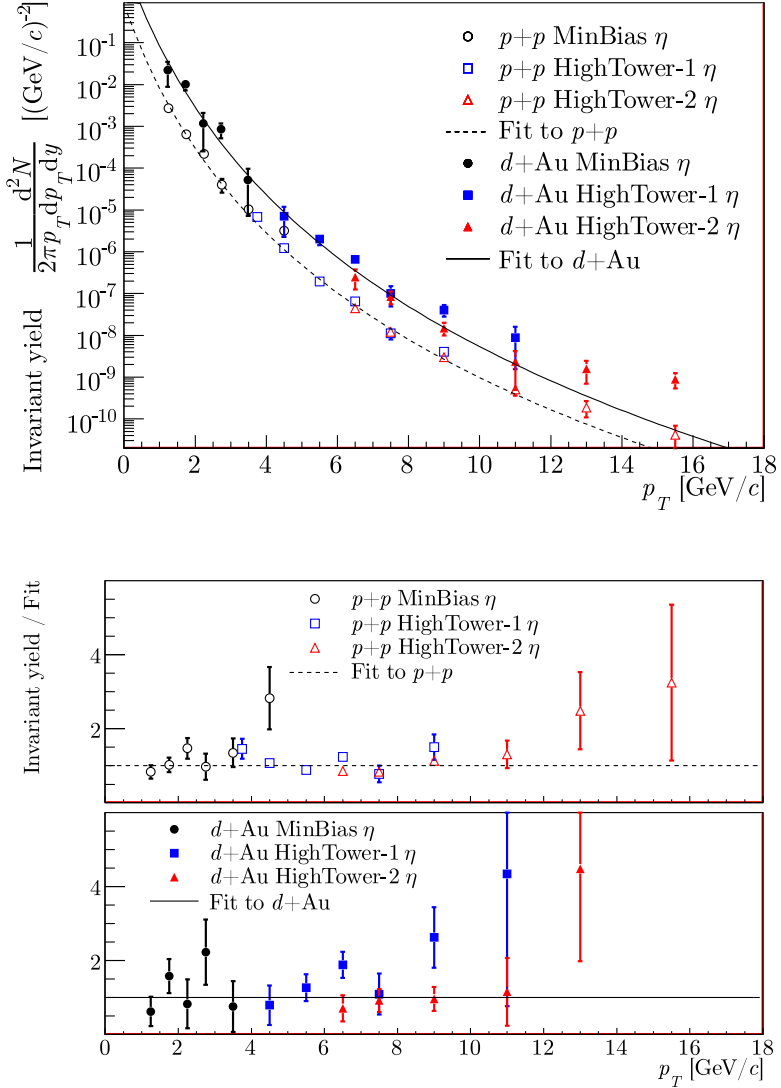 Invariant yield 1/(2πp_T) d²N/(dp_T dy) [(GeV/c)⁻²]
10⁻¹
10⁻²
10⁻³
10⁻⁴
10⁻⁵
10⁻⁶
10⁻⁷
10⁻⁸
10⁻⁹
10⁻¹⁰
p+p MinBias η
p+p HighTower-1 η
p+p HighTower-2 η
Fit to p+p
d+Au MinBias η
d+Au HighTower-1 η
d+Au HighTower-2 η
Fit to d+Au
0 2 4 6 8 10 12 14 16 18
p_T [GeV/c]
Invariant yield / Fit
4
2
p+p MinBias η
p+p HighTower-1 η
p+p HighTower-2 η
Fit to p+p
4
2
d+Au MinBias η
d+Au HighTower-1 η
d+Au HighTower-2 η
Fit to d+Au
0 2 4 6 8 10 12 14 16 18
p_T [GeV/c]